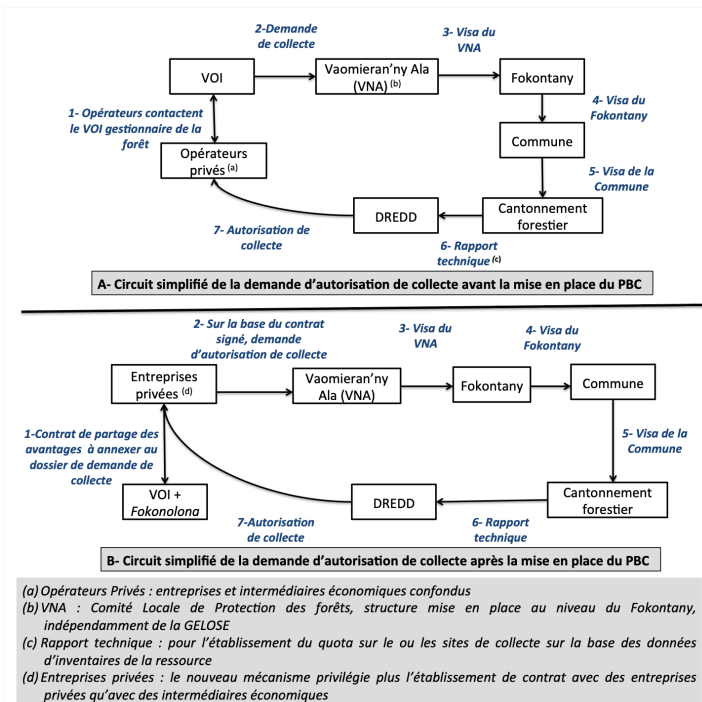 2-Demande
de collecte
3- Visa du
VNA
VOI
Vaomieran’ny Ala
(VNA) (b)
Fokontany
1- Opérateurs contactent
le VOI gestionnaire de la
forêt
4- Visa du
Fokontany
Commune
Opérateurs
privés (a)
5- Visa de la
Commune
DREDD
Cantonnement
forestier
7- Autorisation de
collecte
6- Rapport
technique (c)
A- Circuit simplifié de la demande d’autorisation de collecte avant la mise en place du PBC
2- Sur la base du contrat
signé, demande
d’autorisation de collecte
3- Visa du
VNA
4- Visa du
Fokontany
Entreprises
privées (d)
Vaomieran’ny
Ala (VNA)
Fokontany
Commune
1-Contrat de partage des
avantages à annexer au
dossier de demande de
collecte
5- Visa de la
Commune
VOI +
Fokonolona
DREDD
Cantonnement
forestier
7-Autorisation
de collecte
6- Rapport
technique
B- Circuit simplifié de la demande d’autorisation de collecte après la mise en place du PBC
(a) Opérateurs Privés : entreprises et intermédiaires économiques confondus
(b) VNA : Comité Locale de Protection des forêts, structure mise en place au niveau du Fokontany,
indépendamment de la GELOSE
(c) Rapport technique : pour l’établissement du quota sur le ou les sites de collecte sur la base des données
d’inventaires de la ressource
(d) Entreprises privées : le nouveau mécanisme privilégie plus l’établissement de contrat avec des entreprises
privées qu’avec des intermédiaires économiques